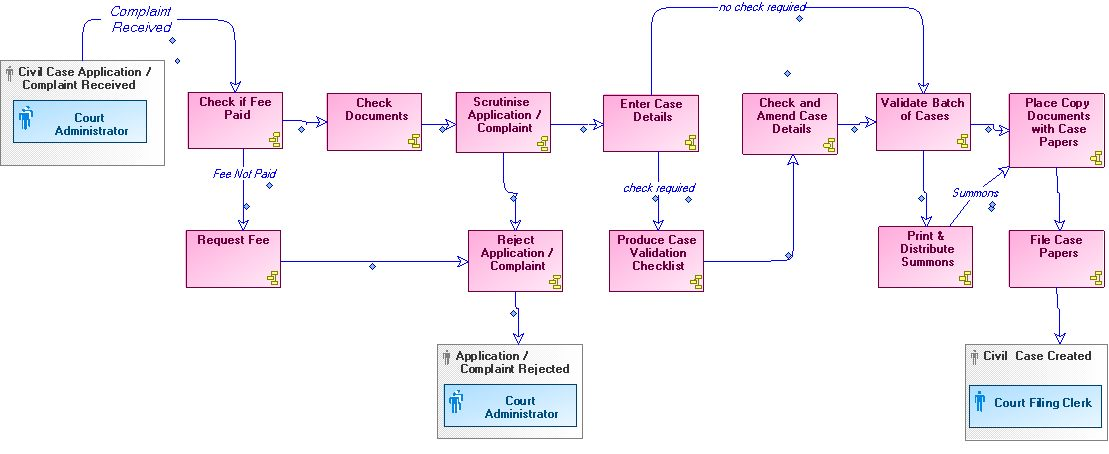 Complaint
Received
no check required
Civil Case Application /
Complaint Received
Court
Administrator
Check if Fee
Paid
Check
Documents
Scrutinise
Application /
Complaint
Enter Case
Details
Check and
Amend Case
Details
Validate Batch
of Cases
Place Copy
Documents
with Case
Papers
Fee Not Paid
check required
Summons
Request Fee
Reject
Application /
Complaint
Produce Case
Validation
Checklist
Print &
Distribute
Summons
File Case
Papers
Application /
Complaint Rejected
Court
Administrator
Civil Case Created
Court Filing Clerk